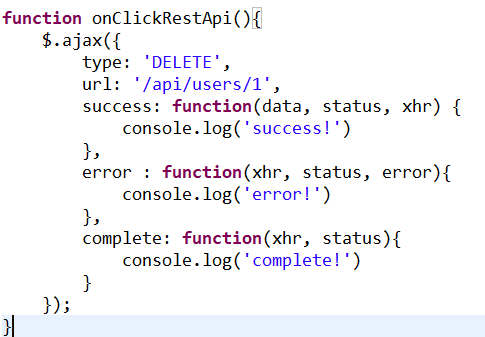 function onClickRestApi(){
    $.ajax({
        type: 'DELETE',
        url: '/api/users/1',
        success: function(data, status, xhr) {
            console.log('success!')
        },
        error : function(xhr, status, error){
            console.log('error!')
        },
        complete: function(xhr, status){
            console.log('complete!')
        }
    });
}